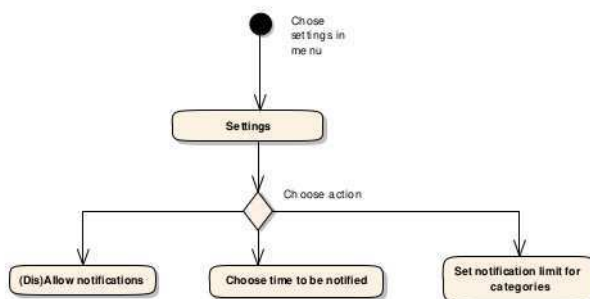 Chose
settings in
menu
Settings
Choose action
(Dis)Allow notifications
Choose time to be notified
Set notification limit for
categories